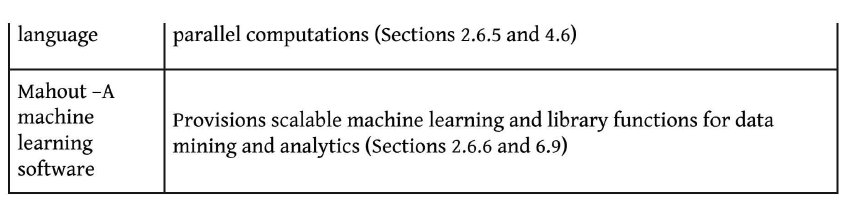 language
parallel computations (Sections 2.6.5 and 4.6)
Mahout –A
machine
learning
software
Provisions scalable machine learning and library functions for data
mining and analytics (Sections 2.6.6 and 6.9)